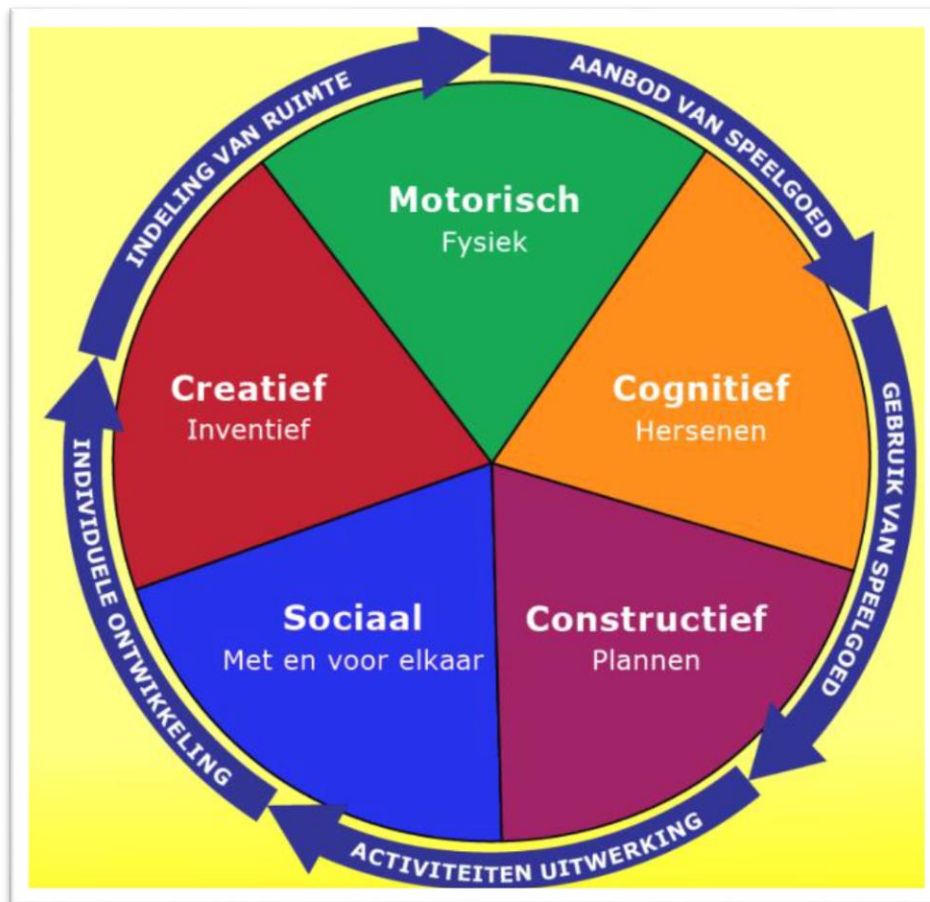 INDELING VAN RUIMTE
AANBOD VAN SPEELGOED
GEBRUIK VAN SPEELGOED
ACTIVITEITEN UITWERKING
INDIVIDUELE ONTWIKKELING
Motorisch
Fysiek
Creatief
Inventief
Cognitief
Hersenen
Sociaal
Met en voor elkaar
Constructief
Plannen